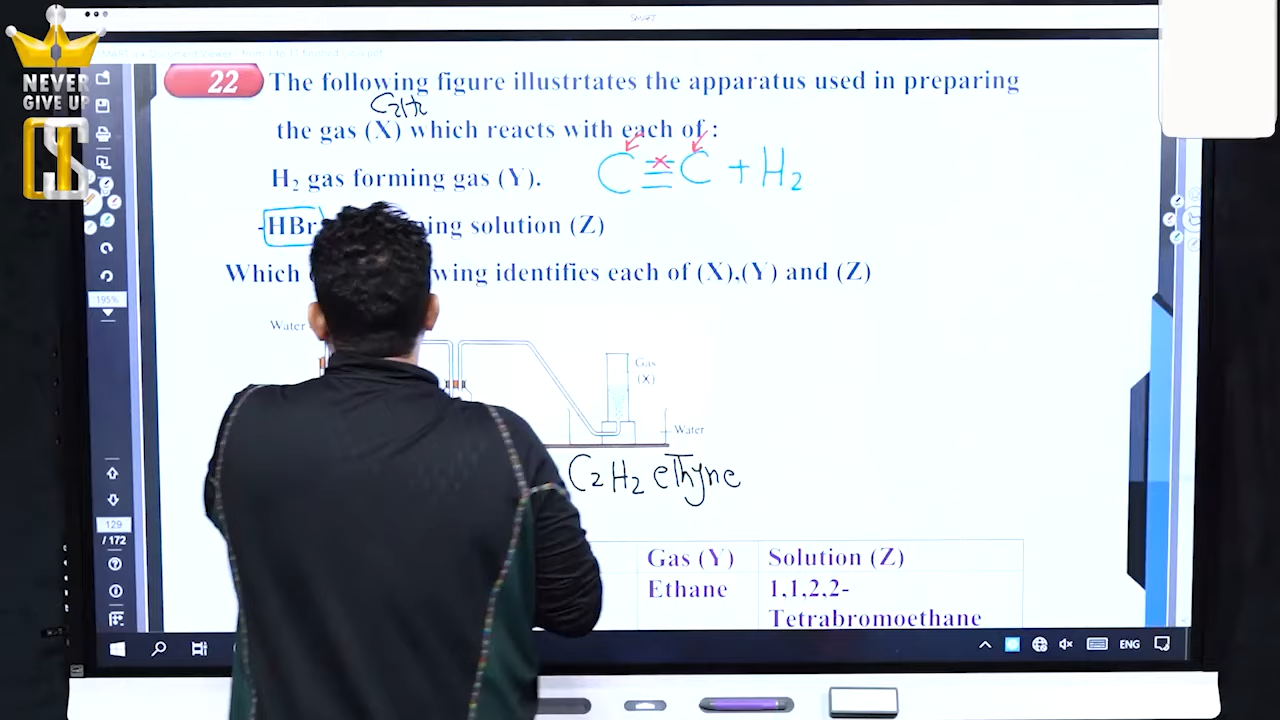 SMART
NEVER
GIVE UP
22 The following figure illustrtates the apparatus used in preparing
C2H2
the gas (X) which reacts with each of :
C≡C + H2
H2 gas forming gas (Y).
-HBr ing solution (Z)
Which wing identifies each of (X),(Y) and (Z)
195%
Water
Gas
(X)
Water
C2H2 ethyne
129
/ 172
Gas (Y) Solution (Z)
Ethane 1,1,2,2-
Tetrabromoethane
ENG